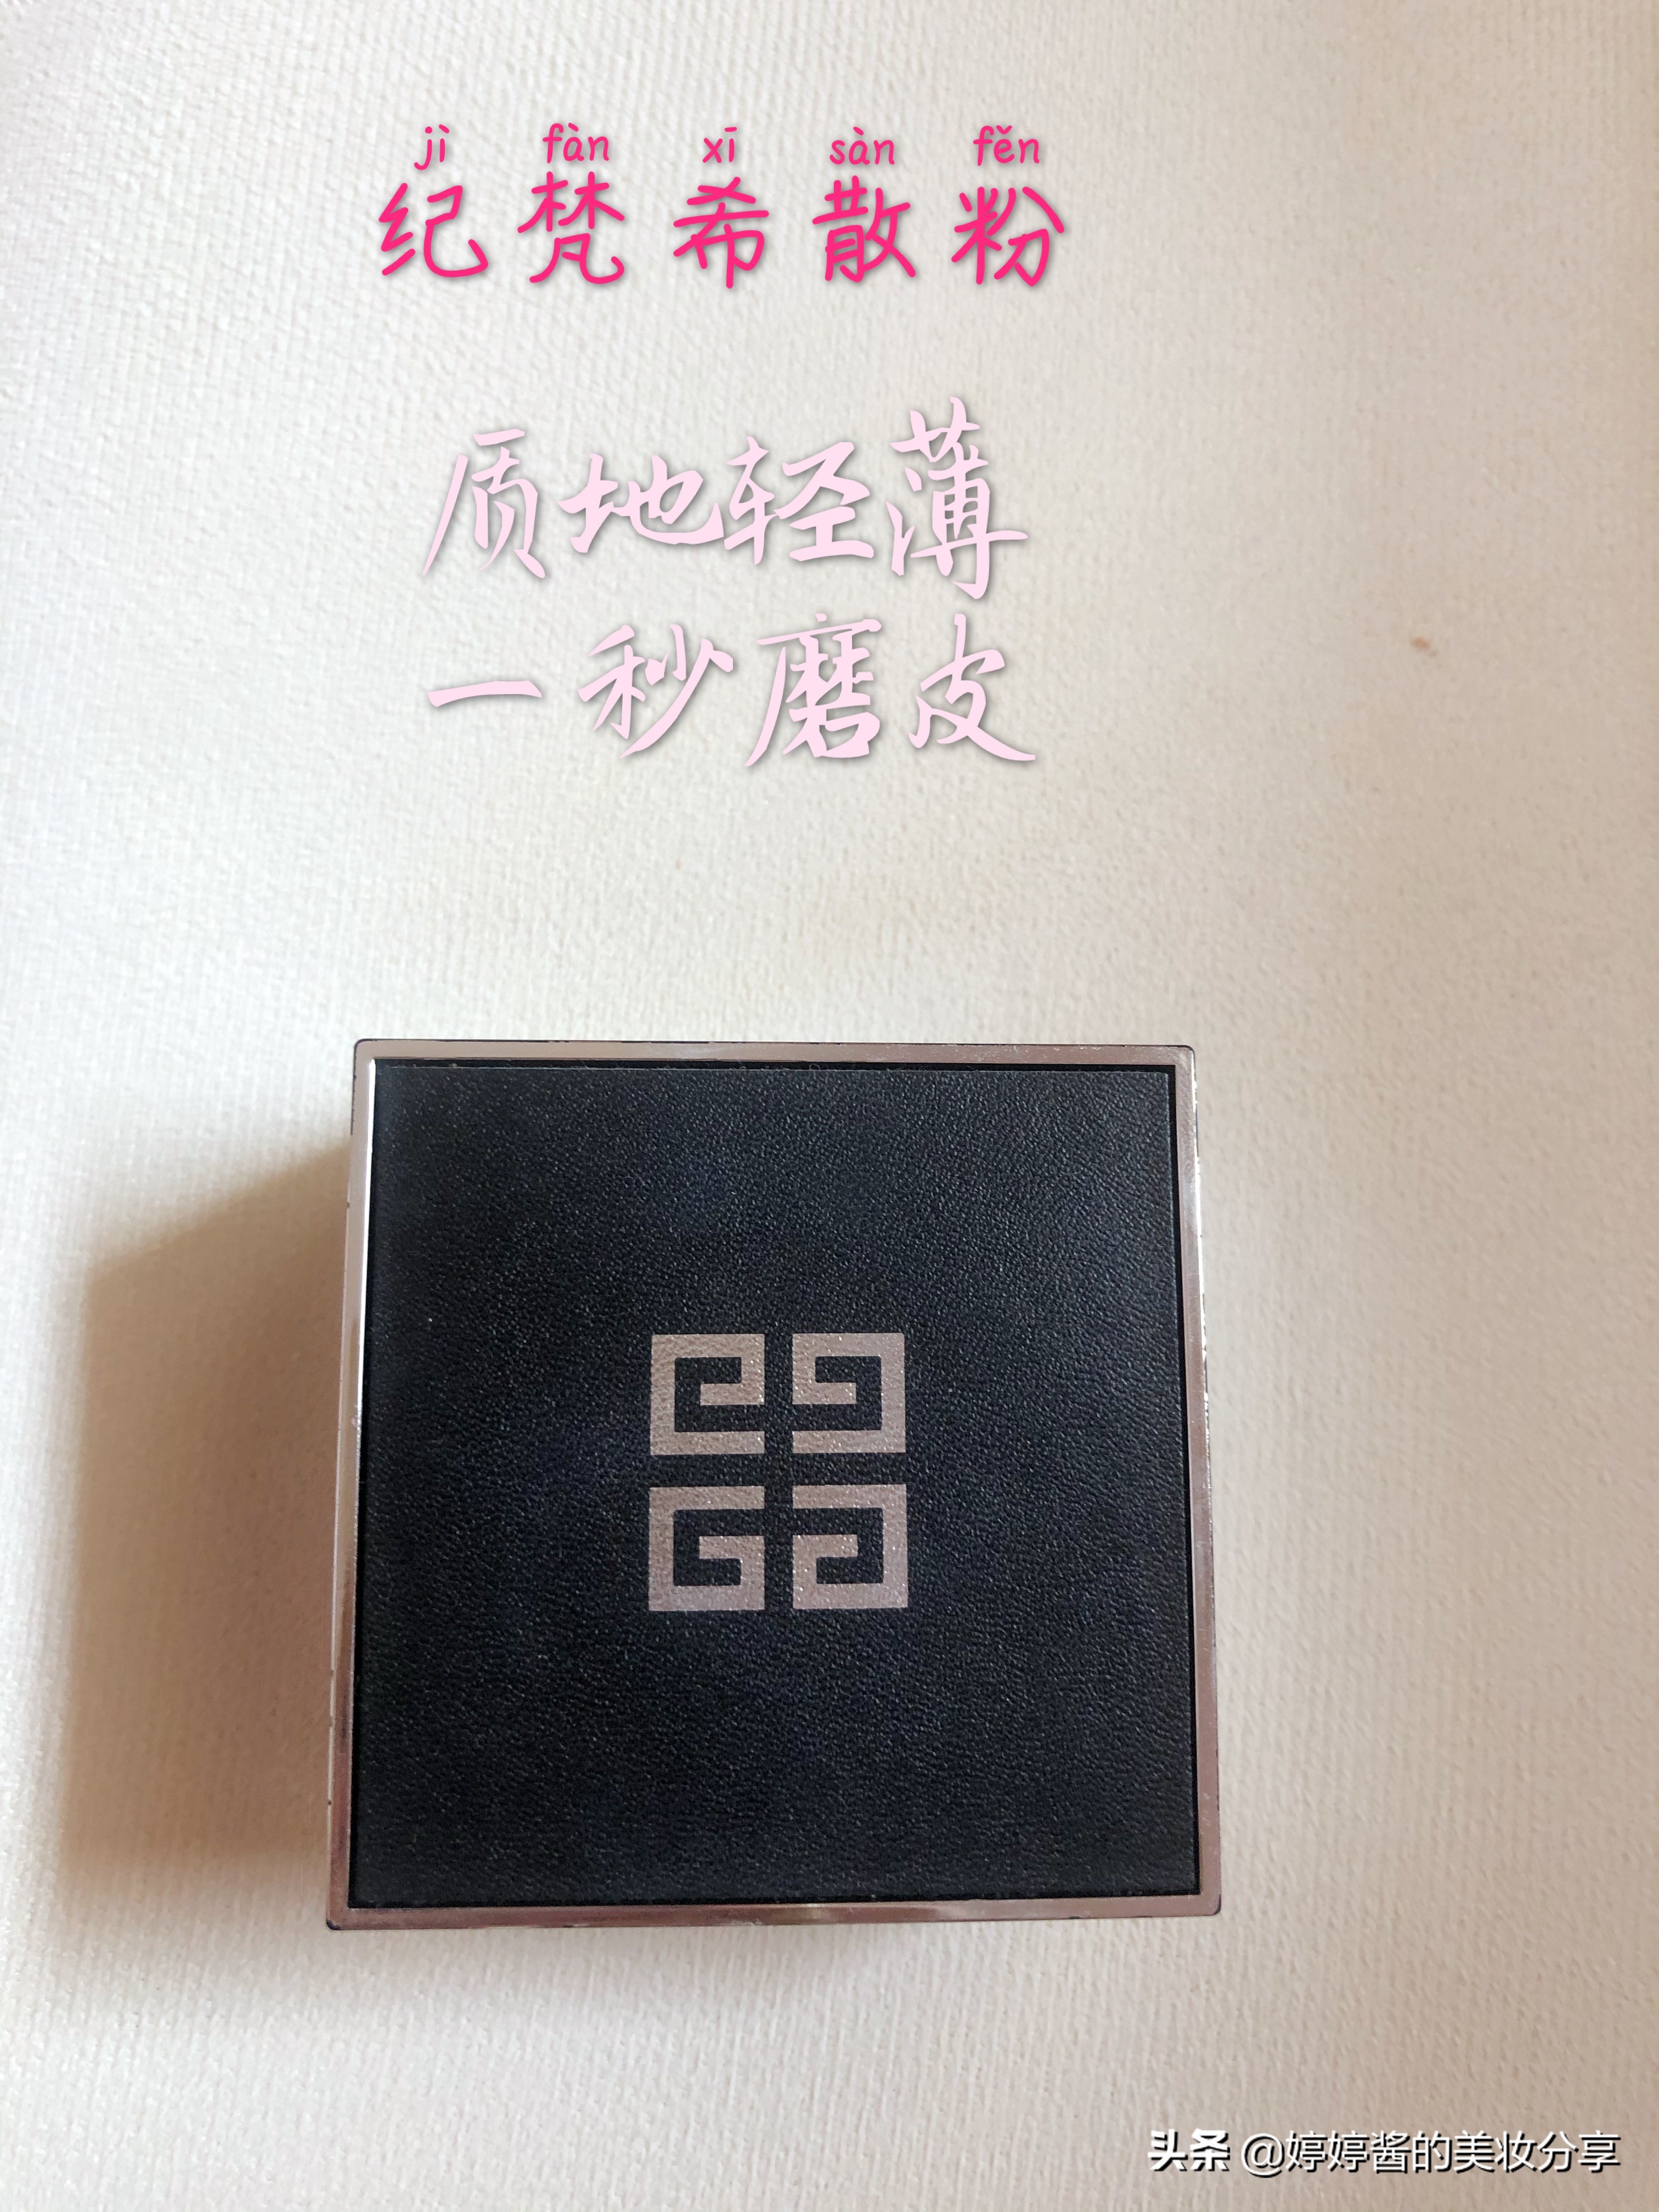 jì fàn xī sàn fěn
纪梵希散粉
质地轻薄
一秒磨皮
头条 @婷婷酱的美妆分享